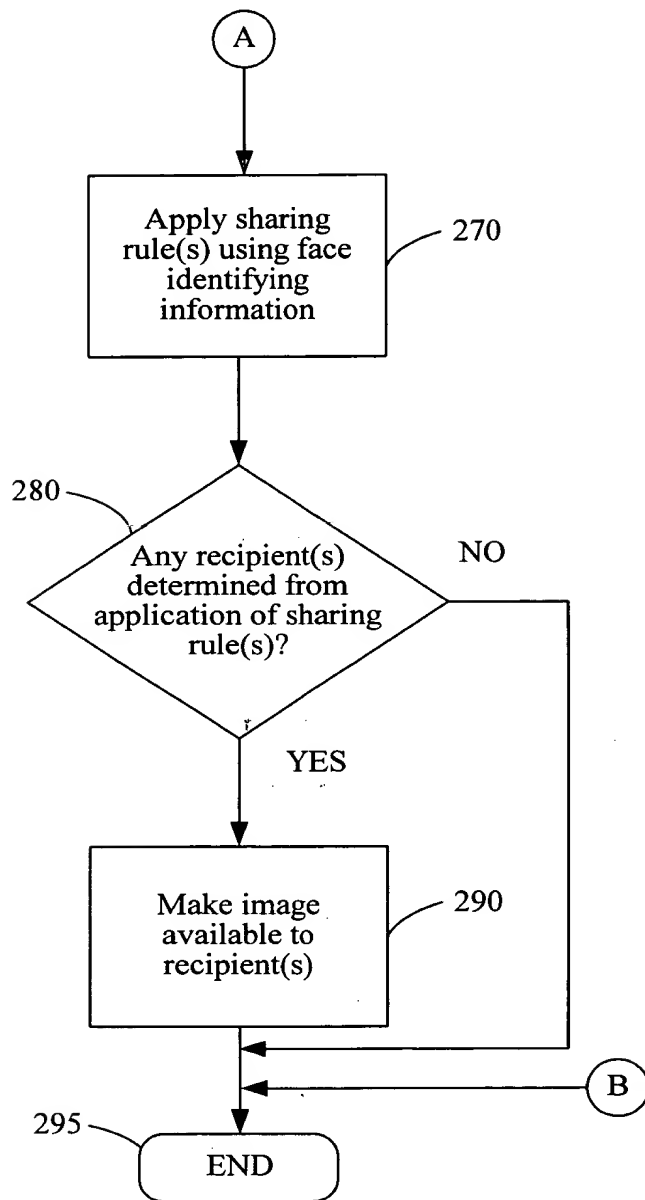 A
Apply sharing
rule(s) using face
identifying
information
270
280
Any recipient(s)
determined from
application of sharing
rule(s)?
NO
YES
Make image
available to
recipient(s)
290
B
295
END